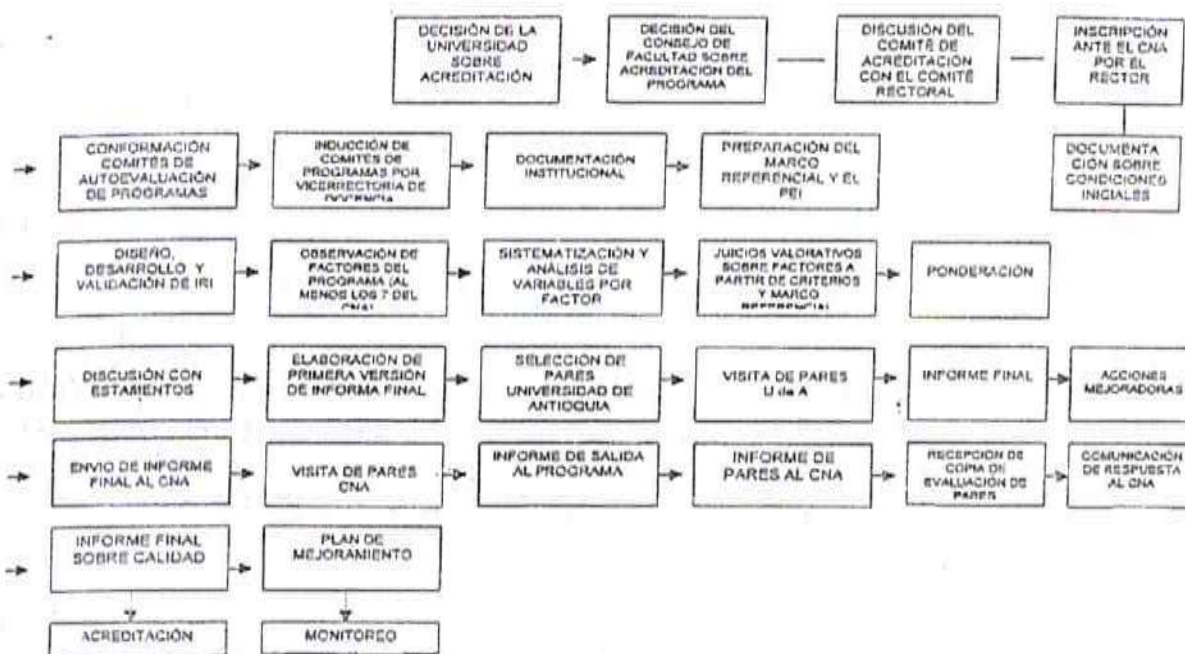 DECISIÓN DE LA
UNIVERSIDAD
SOBRE
ACREDITACIÓN
DECISIÓN DEL
CONSEJO DE
FACULTAD SOBRE
ACREDITACIÓN DEL
PROGRAMA
DISCUSIÓN DEL
COMITÉ DE
ACREDITACIÓN
CON EL COMITÉ
RECTORAL
INSCRIPCIÓN
ANTE EL CNA
POR EL
RECTOR
CONFORMACIÓN
COMITÉS DE
AUTOEVALUACIÓN
DE PROGRAMAS
INDUCCIÓN DE
COMITÉS DE
PROGRAMAS POR
VICERRECTORIA DE
DOCENCIA
DOCUMENTACIÓN
INSTITUCIONAL
PREPARACIÓN DEL
MARCO
REFERENCIAL Y EL
PEI
DOCUMENTA
CIÓN SOBRE
CONDICIONES
INICIALES
DISEÑO,
DESARROLLO Y
VALIDACIÓN DE IRI
OBSERVACIÓN DE
FACTORES DEL
PROGRAMA (AL
MENOS LOS 7 DEL
CNA)
SISTEMATIZACIÓN Y
ANÁLISIS DE
VARIABLES POR
FACTOR
JUICIOS VALORATIVOS
SOBRE FACTORES A
PARTIR DE CRITERIOS
Y MARCO
REFERENCIAL
PONDERACIÓN
DISCUSIÓN CON
ESTAMENTOS
ELABORACIÓN DE
PRIMERA VERSIÓN
DE INFORMA FINAL
SELECCIÓN DE
PARES
UNIVERSIDAD DE
ANTIOQUIA
VISITA DE PARES
U de A
INFORME FINAL
ACCIONES
MEJORADORAS
ENVIO DE INFORME
FINAL AL CNA
VISITA DE PARES
CNA
INFORME DE SALIDA
AL PROGRAMA
INFORME DE
PARES AL CNA
RECEPCIÓN DE
COPIA DE
EVALUACIÓN DE
PARES
COMUNICACIÓN
DE RESPUESTA
AL CNA
INFORME FINAL
SOBRE CALIDAD
PLAN DE
MEJORAMIENTO
ACREDITACIÓN
MONITOREO